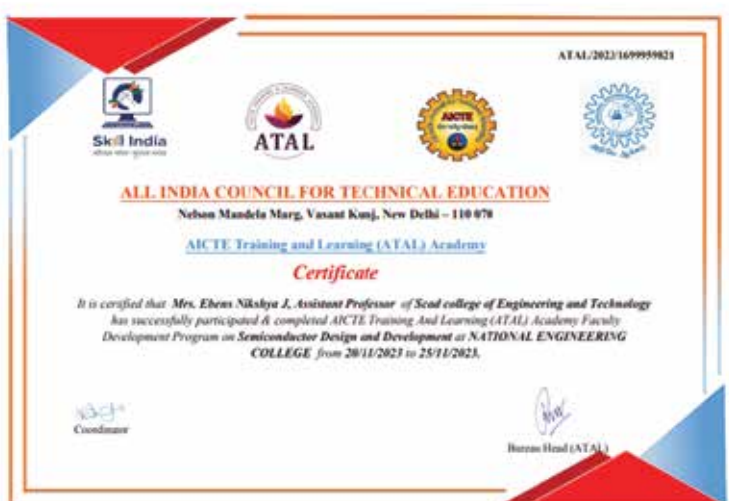 ATAL/2023/1699959821
Skill India
ATAL
AICTE
ALL INDIA COUNCIL FOR TECHNICAL EDUCATION
Nelson Mandela Marg, Vasant Kunj, New Delhi – 110 070
AICTE Training and Learning (ATAL) Academy
Certificate
It is certified that Mrs. Ebens Nikshya J, Assistant Professor of Scad college of Engineering and Technology
has successfully participated & completed AICTE Training And Learning (ATAL) Academy Faculty
Development Program on Semiconductor Design and Development at NATIONAL ENGINEERING
COLLEGE from 20/11/2023 to 25/11/2023.
Coordinator
Bureau Head (ATAL)